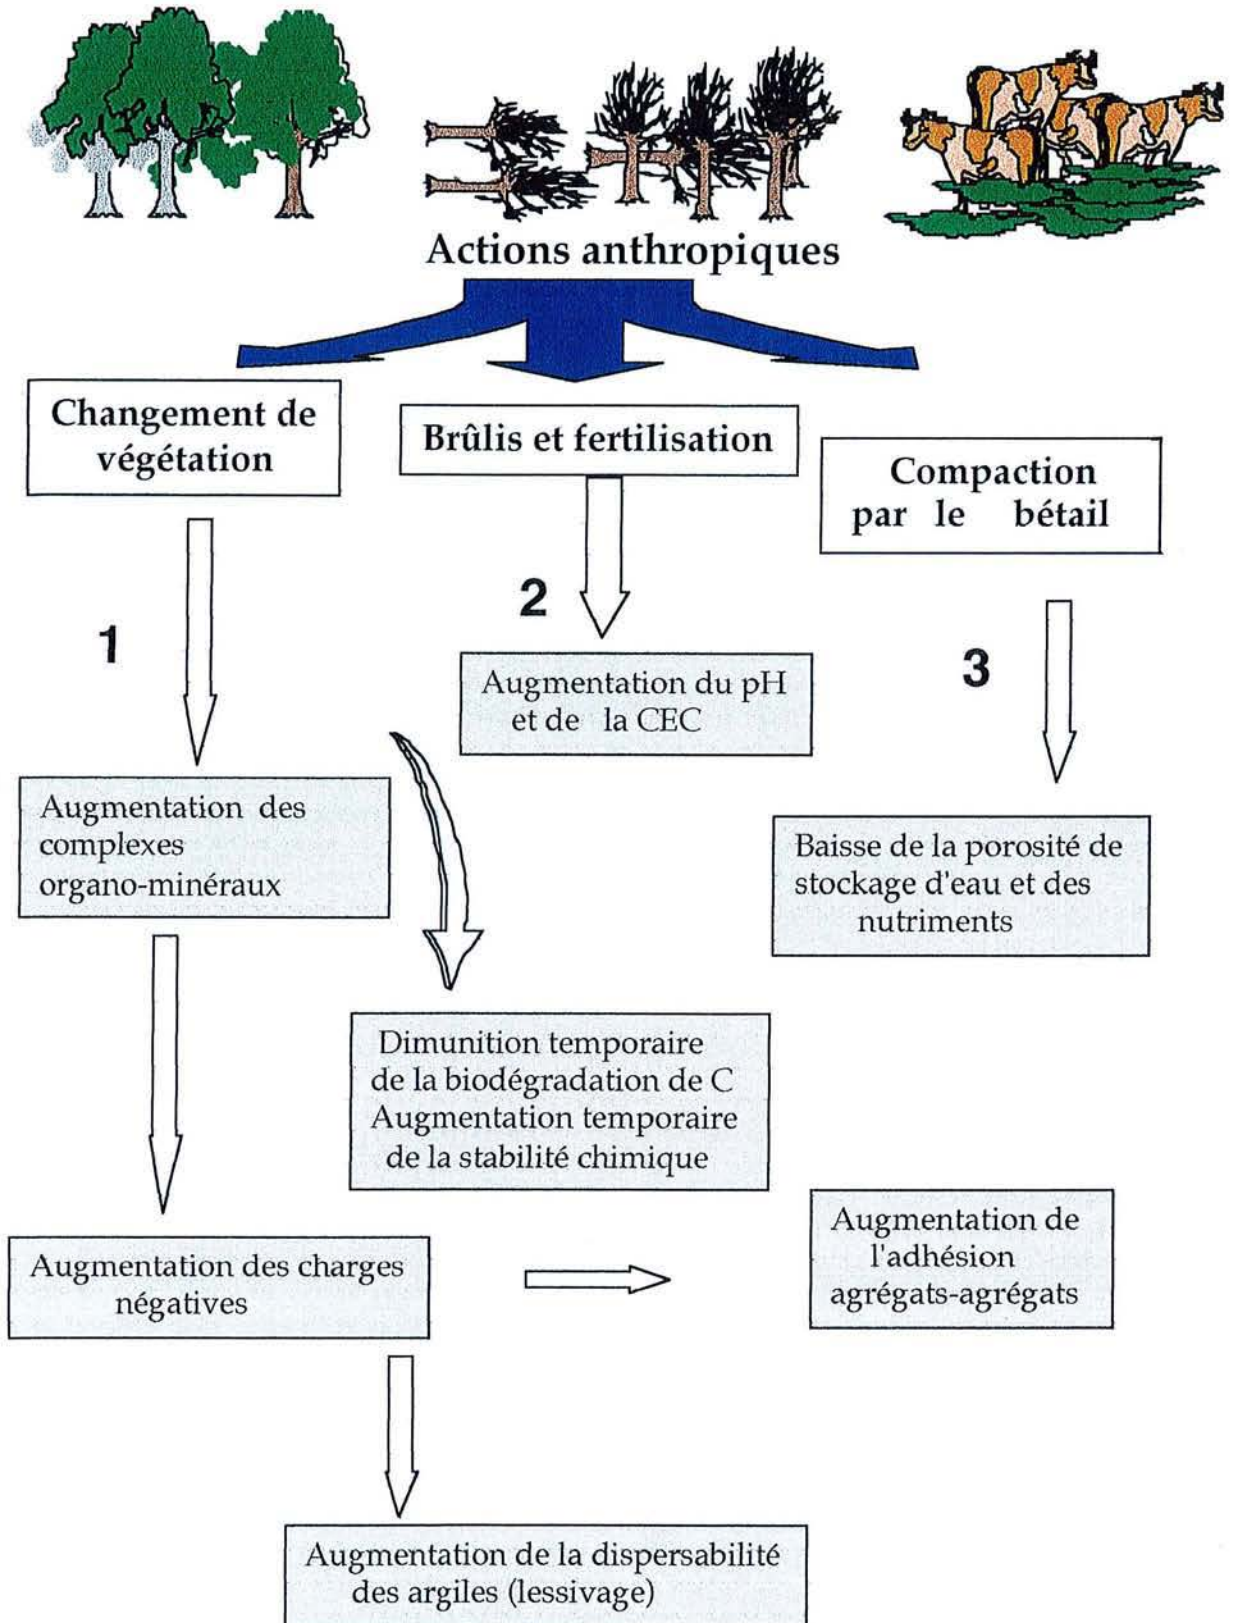 Actions anthropiques
Changement de
végétation
Brûlis et fertilisation
Compaction
par le bétail
1
2
3
Augmentation du pH
et de la CEC
Augmentation des
complexes
organo-minéraux
Baisse de la porosité de
stockage d'eau et des
nutriments
Dimunition temporaire
de la biodégradation de C
Augmentation temporaire
de la stabilité chimique
Augmentation de
l'adhésion
agrégats-agrégats
Augmentation des charges
négatives
Augmentation de la dispersabilité
des argiles (lessivage)